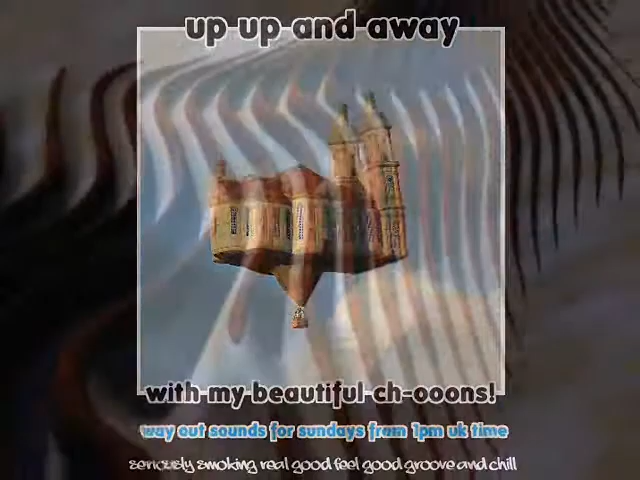 up up and away
with my beautiful ch-ooons!
way out sounds for sundays from 1pm uk time
seriously smoking real good feel good groove and chill